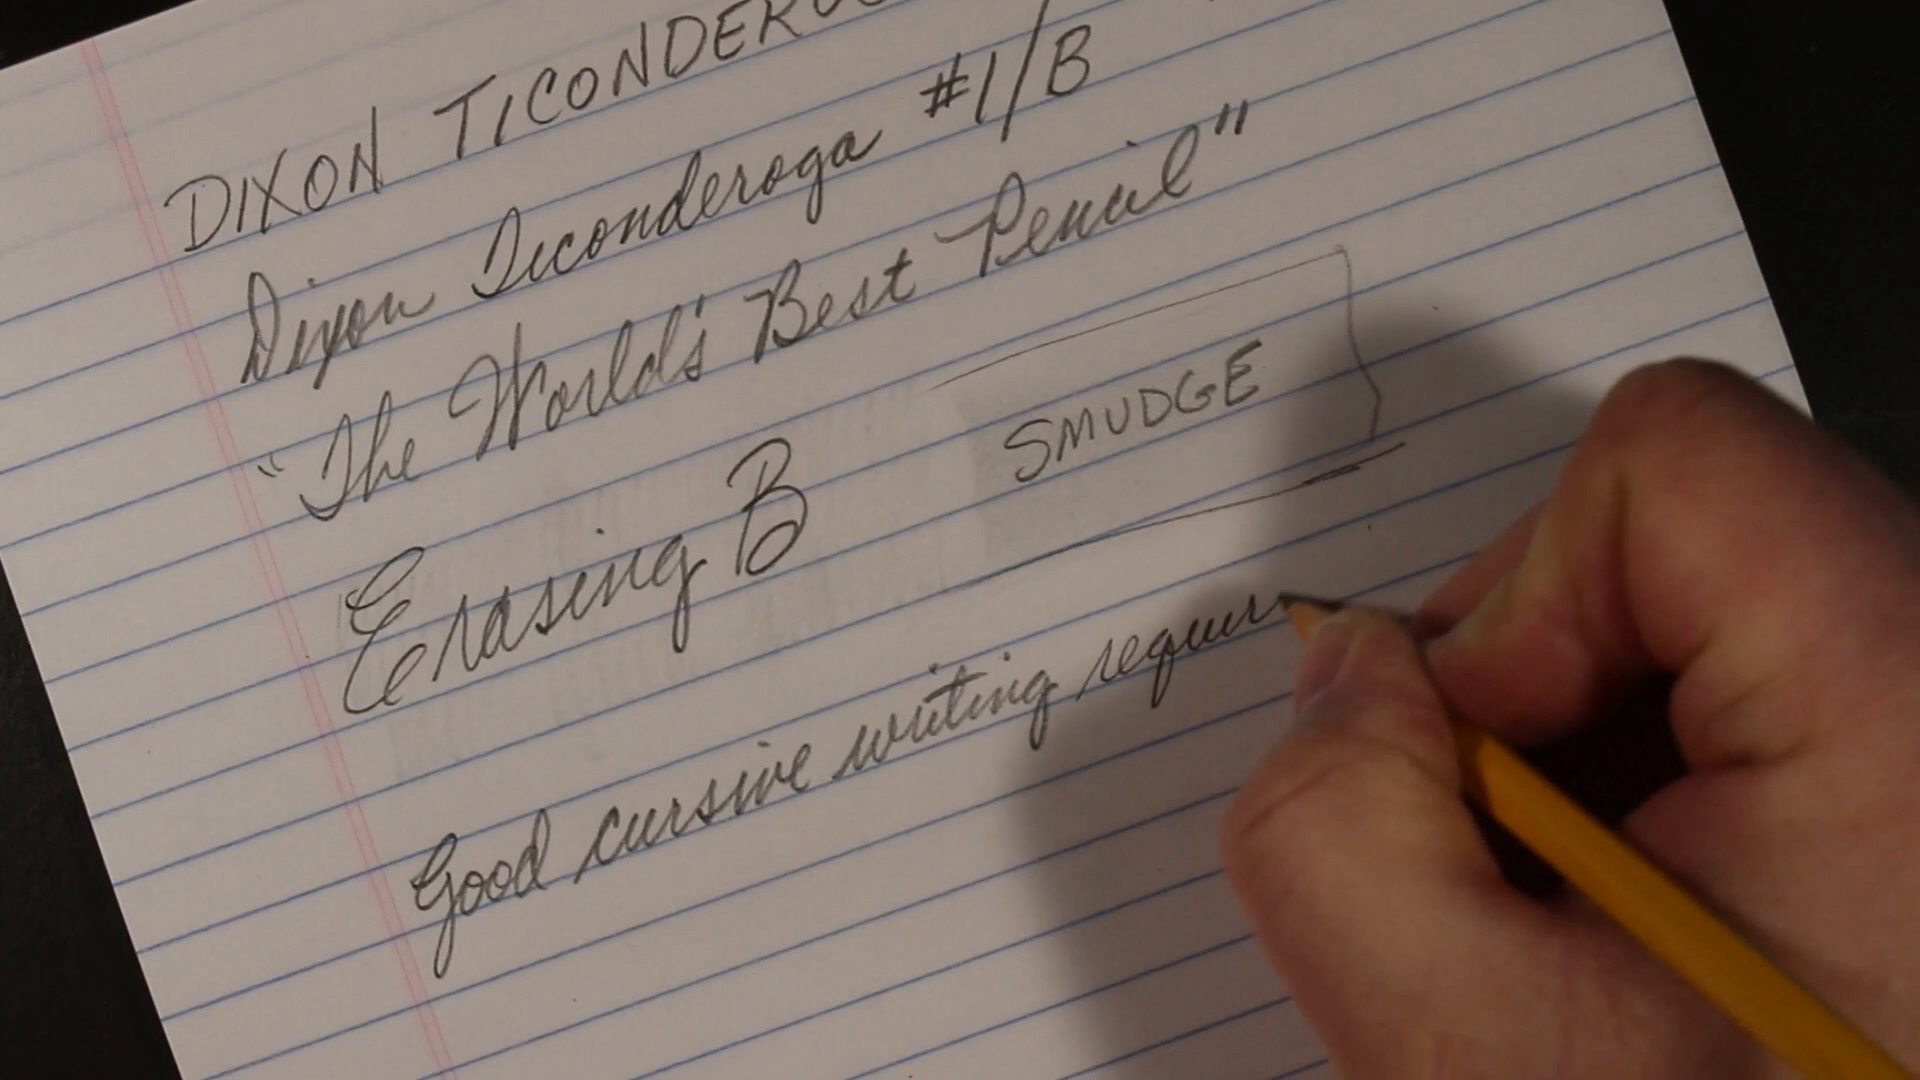 DIXON TICONDERO
Dixon Ticonderoga #1/B
"The World's Best Pencil"
SMUDGE
Erasing B
Good cursive writing requir